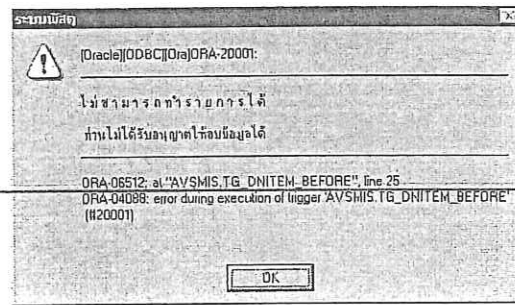 ระบบพัสดุ
[Oracle][ODBC][Ora]ORA-20001:
ไม่สามารถทำรายการได้
ท่านไม่ได้รับอนุญาตให้ลบข้อมูลได้
ORA-06512: at "AVSMIS.TG_DNITEM_BEFORE", line 25
ORA-04088: error during execution of trigger 'AVSMIS.TG_DNITEM_BEFORE'
(#20001)
OK